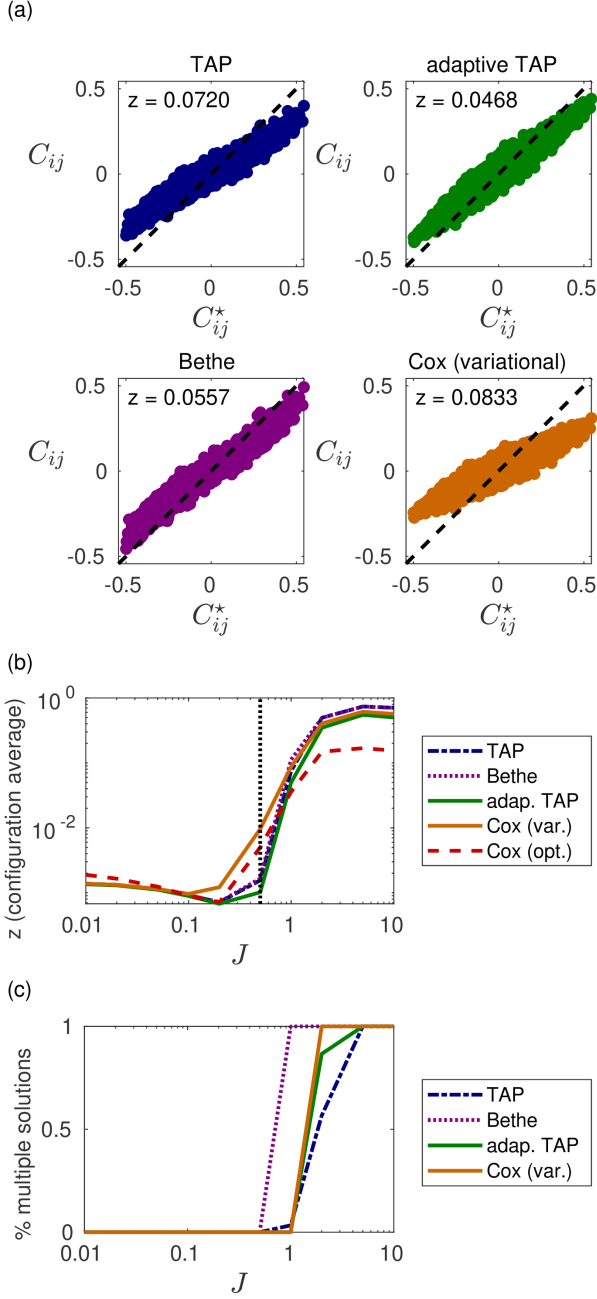 (a)
TAP
adaptive TAP
0.5
z = 0.0720
0.5
z = 0.0468
C_ij
0
C_ij
0
-0.5
-0.5
-0.5 0 0.5
-0.5 0 0.5
C⋆_ij
C⋆_ij
Bethe
Cox (variational)
0.5
z = 0.0557
0.5
z = 0.0833
C_ij
0
C_ij
0
-0.5
-0.5
-0.5 0 0.5
-0.5 0 0.5
C⋆_ij
C⋆_ij
(b)
z (configuration average)
10^0
10^-2
0.01 0.1 1 10
J
TAP
Bethe
adap. TAP
Cox (var.)
Cox (opt.)
(c)
% multiple solutions
1
0.5
0
0.01 0.1 1 10
J
TAP
Bethe
adap. TAP
Cox (var.)